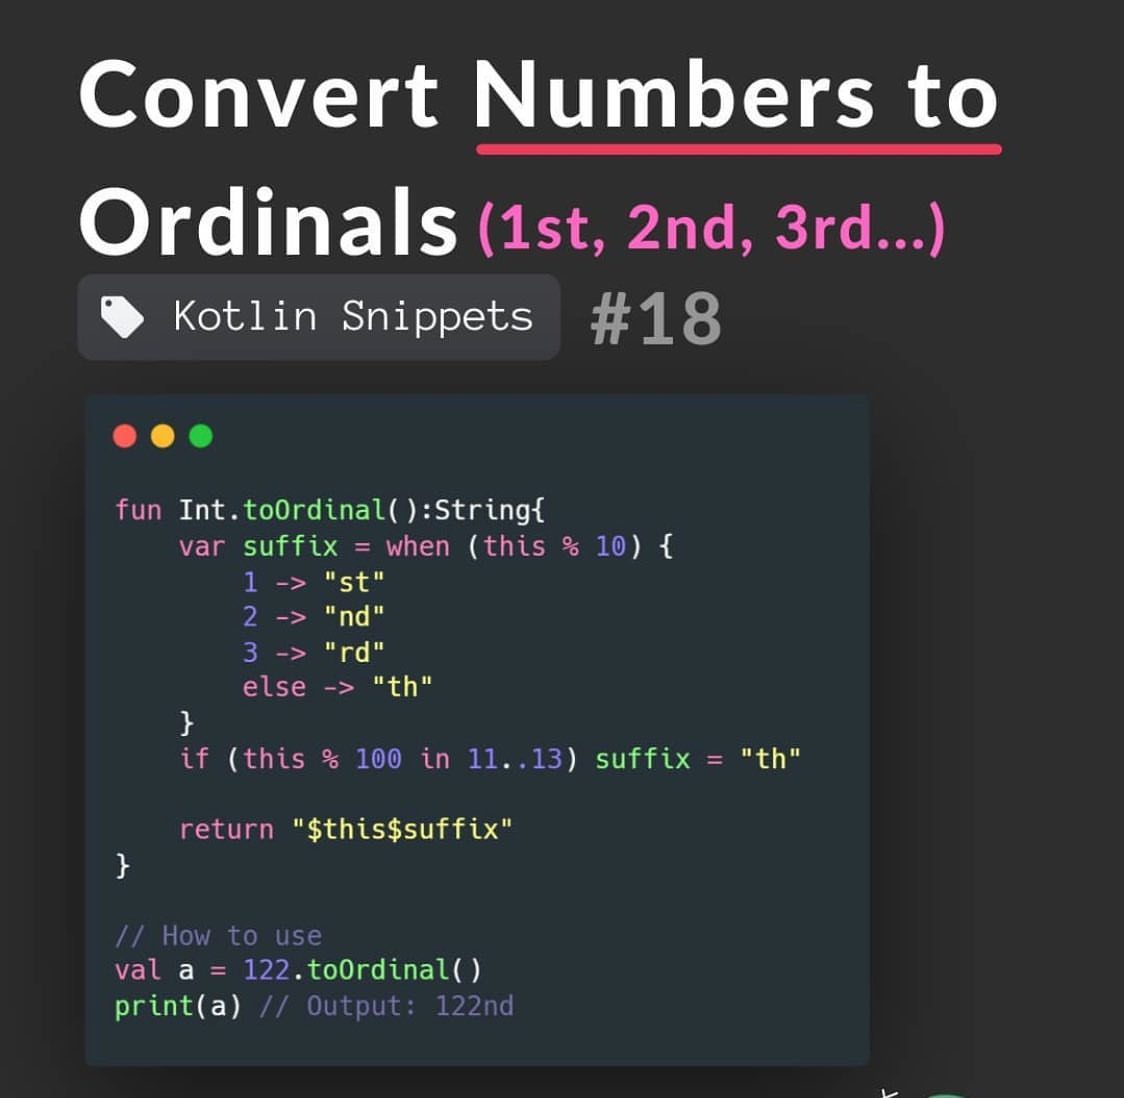 Convert Numbers to
Ordinals (1st, 2nd, 3rd...)
Kotlin Snippets #18
fun Int.toOrdinal():String{
    var suffix = when (this % 10) {
        1 -> "st"
        2 -> "nd"
        3 -> "rd"
        else -> "th"
    }
    if (this % 100 in 11..13) suffix = "th"
    return "$this$suffix"
}
// How to use
val a = 122.toOrdinal()
print(a) // Output: 122nd